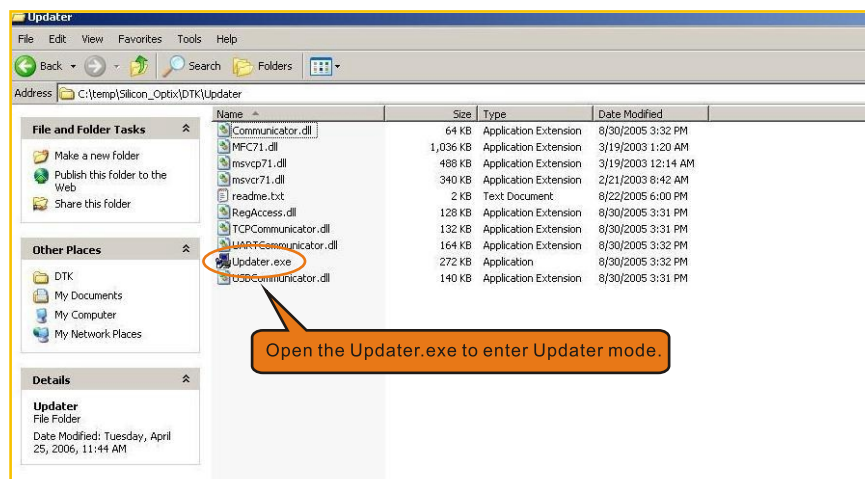 Updater
File Edit View Favorites Tools Help
Back Search Folders
Address C:\temp\Silicon_Optix\DTK\Updater
File and Folder Tasks
Make a new folder
Publish this folder to the
Web
Share this folder
Other Places
DTK
My Documents
My Computer
My Network Places
Details
Updater
File Folder
Date Modified: Tuesday, April
25, 2006, 11:44 AM
Name Size Type Date Modified
Communicator.dll 64 KB Application Extension 8/30/2005 3:32 PM
MFC71.dll 1,036 KB Application Extension 3/19/2003 1:20 AM
msvcp71.dll 488 KB Application Extension 3/19/2003 12:14 AM
msvcr71.dll 340 KB Application Extension 2/21/2003 8:42 AM
readme.txt 2 KB Text Document 8/22/2005 6:00 PM
RegAccess.dll 128 KB Application Extension 8/30/2005 3:31 PM
TCPCommunicator.dll 132 KB Application Extension 8/30/2005 3:31 PM
UARTCommunicator.dll 164 KB Application Extension 8/30/2005 3:32 PM
Updater.exe 272 KB Application 8/30/2005 3:32 PM
USBCommunicator.dll 140 KB Application Extension 8/30/2005 3:31 PM
Open the Updater.exe to enter Updater mode.